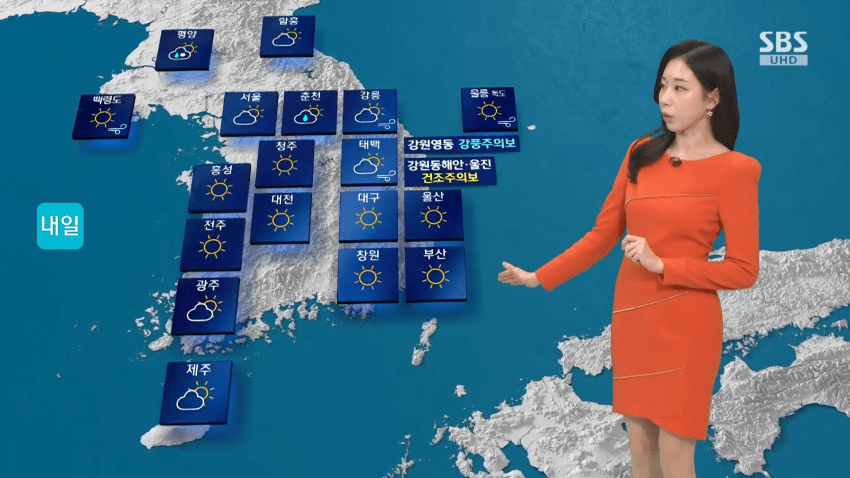 함흥
평양
SBS
UHD
백령도
서울
춘천
강릉
울릉 독도
청주
태백
강원영동 강풍주의보
강원동해안·울진
건조주의보
홍성
대전
대구
울산
내일
전주
창원
부산
광주
제주